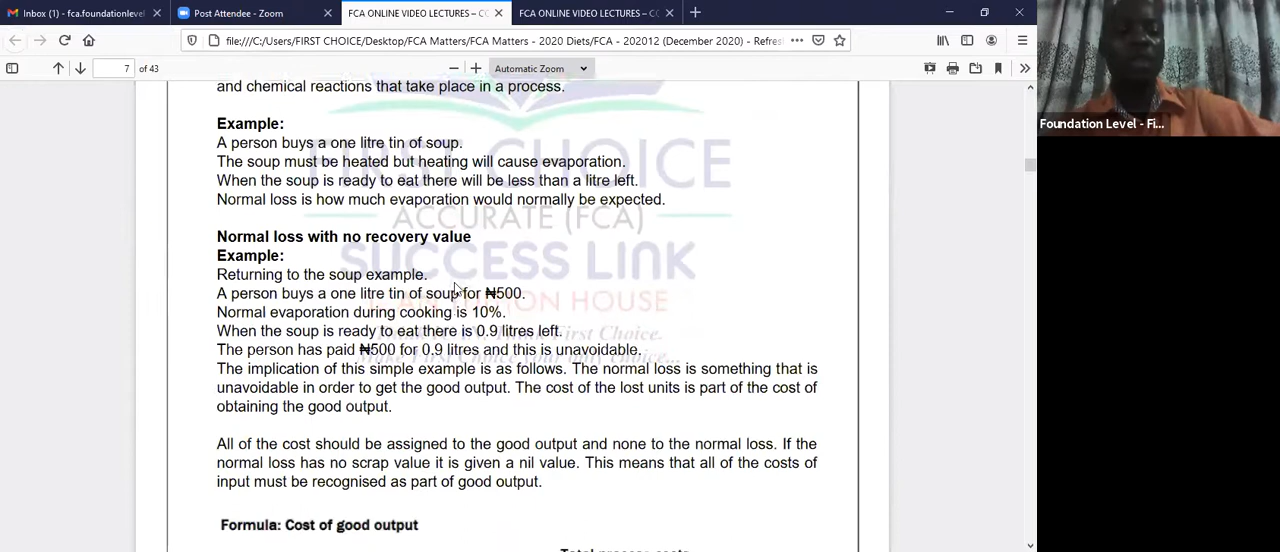 Inbox (1) - fca.foundationlevel
Post Attendee - Zoom
FCA ONLINE VIDEO LECTURES – CO
FCA ONLINE VIDEO LECTURES – CO
file:///C:/Users/FIRST CHOICE/Desktop/FCA Matters/FCA Matters - 2020 Diets/FCA - 202012 (December 2020) - Refres
7 of 43
Automatic Zoom
and chemical reactions that take place in a process.
Example:
A person buys a one litre tin of soup.
The soup must be heated but heating will cause evaporation.
When the soup is ready to eat there will be less than a litre left.
Normal loss is how much evaporation would normally be expected.
FIRST CHOICE
ACCURATE (FCA)
SUCCESS LINK
Normal loss with no recovery value
Example:
Returning to the soup example.
A person buys a one litre tin of soup for ₦500.
Normal evaporation during cooking is 10%.
When the soup is ready to eat there is 0.9 litres left.
The person has paid ₦500 for 0.9 litres and this is unavoidable.
The implication of this simple example is as follows. The normal loss is something that is
unavoidable in order to get the good output. The cost of the lost units is part of the cost of
obtaining the good output.
All of the cost should be assigned to the good output and none to the normal loss. If the
normal loss has no scrap value it is given a nil value. This means that all of the costs of
input must be recognised as part of good output.
Formula: Cost of good output
Total process costs
Foundation Level - Fi...